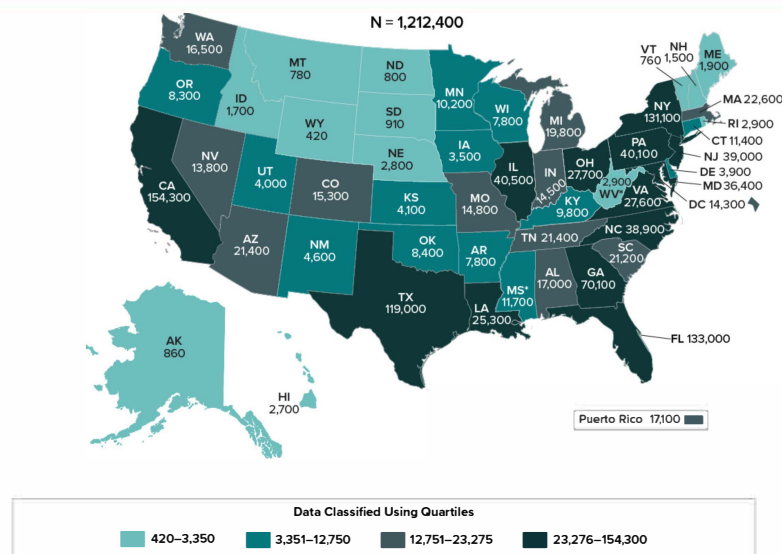 N = 1,212,400
WA
16,500
OR
8,300
ID
1,700
MT
780
WY
420
ND
800
SD
910
NE
2,800
MN
10,200
WI
7,800
MI
19,800
IA
3,500
VT
760
NH
1,500
ME
1,900
NY
131,100
MA 22,600
RI 2,900
CT 11,400
NJ 39,000
DE 3,900
MD 36,400
DC 14,300
PA
40,100
NV
13,800
UT
4,000
CA
154,300
CO
15,300
KS
4,100
MO
14,800
IL
40,500
IN
14,500
OH
27,700
2,900
WV*
VA
27,600
KY
9,800
TN 21,400
NC 38,900
SC
21,200
AZ
21,400
NM
4,600
OK
8,400
AR
7,800
MS*
11,700
AL
17,000
GA
70,100
TX
119,000
LA
25,300
FL 133,000
AK
860
HI
2,700
Puerto Rico 17,100
Data Classified Using Quartiles
420–3,350
3,351–12,750
12,751–23,275
23,276–154,300